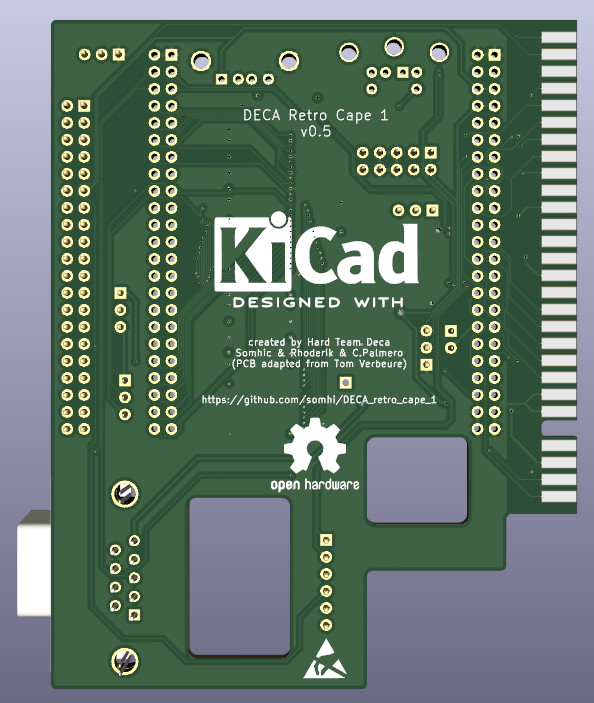 DECA Retro Cape 1
v0.5
KiCad
DESIGNED WITH
created by Hard Team Deca
Somhic & Rhoderik & C.Palmero
(PCB adapted from Tom Verbeure)
https://github.com/somhi/DECA_retro_cape_1
open hardware